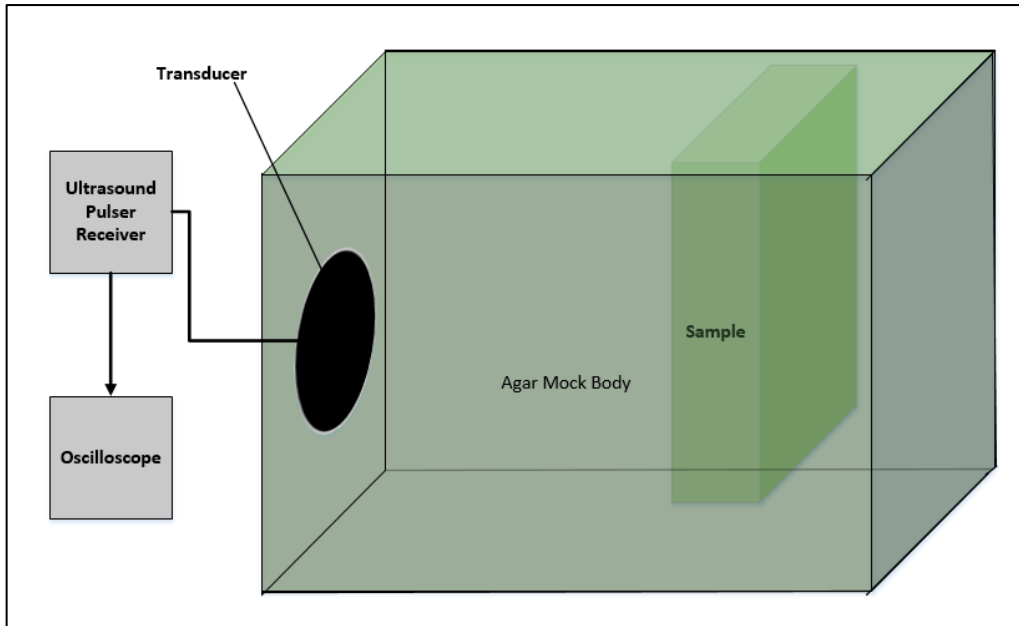 Transducer
Ultrasound
Pulser
Receiver
Sample
Agar Mock Body
Oscilloscope